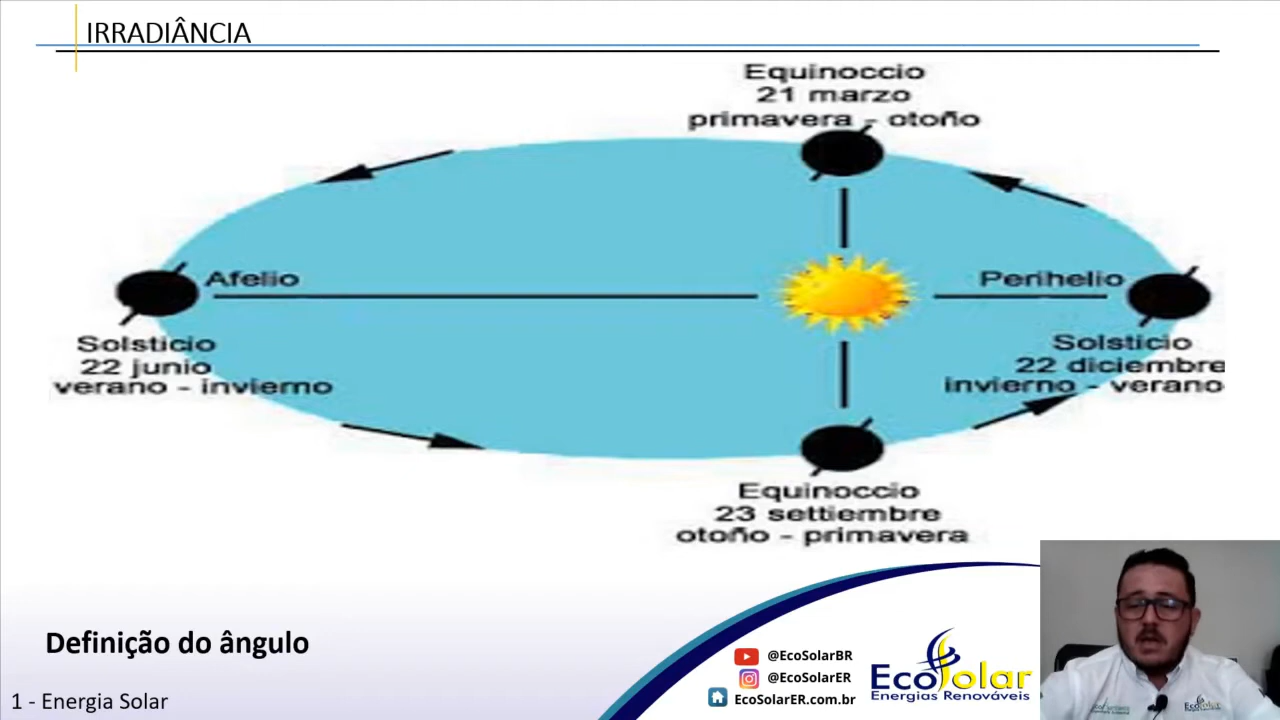 IRRADIÂNCIA
Equinoccio
21 marzo
primavera - otoño
Afelio
Perihelio
Solsticio
22 junio
verano - invierno
Solsticio
22 diciembre
invierno - verano
Equinoccio
23 settiembre
otoño - primavera
Definição do ângulo
1 - Energia Solar
@EcoSolarBR
@EcoSolarER
EcoSolarER.com.br
EcoSolar
Energias Renováveis